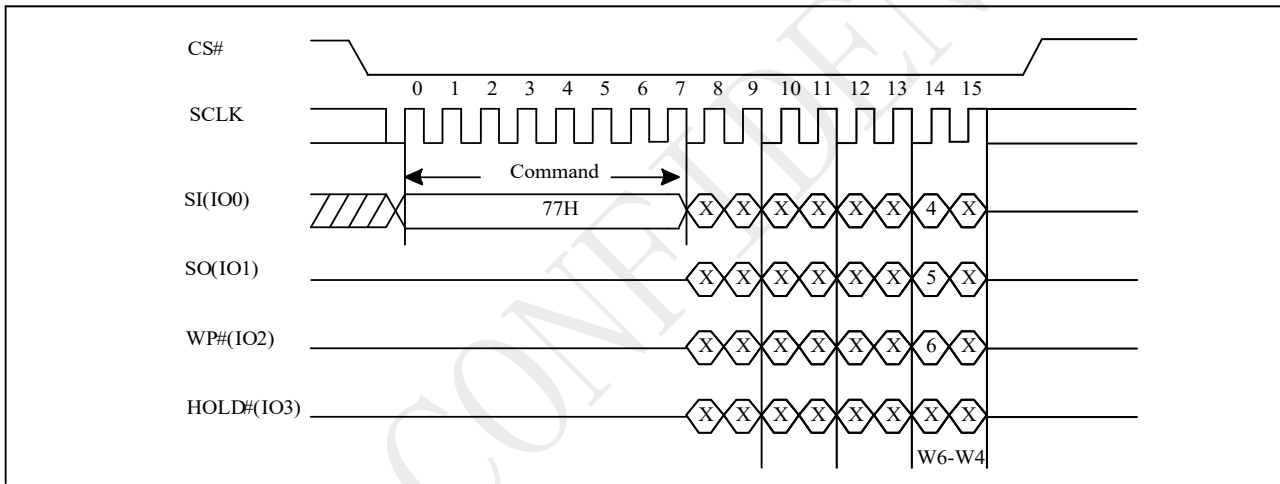 CS#
0 1 2 3 4 5 6 7 8 9 10 11 12 13 14 15
SCLK
Command
SI(IO0) 77H X X X X X X 4 X
SO(IO1) X X X X X X 5 X
WP#(IO2) X X X X X X 6 X
HOLD#(IO3) X X X X X X X X
W6-W4
CONFIDEN